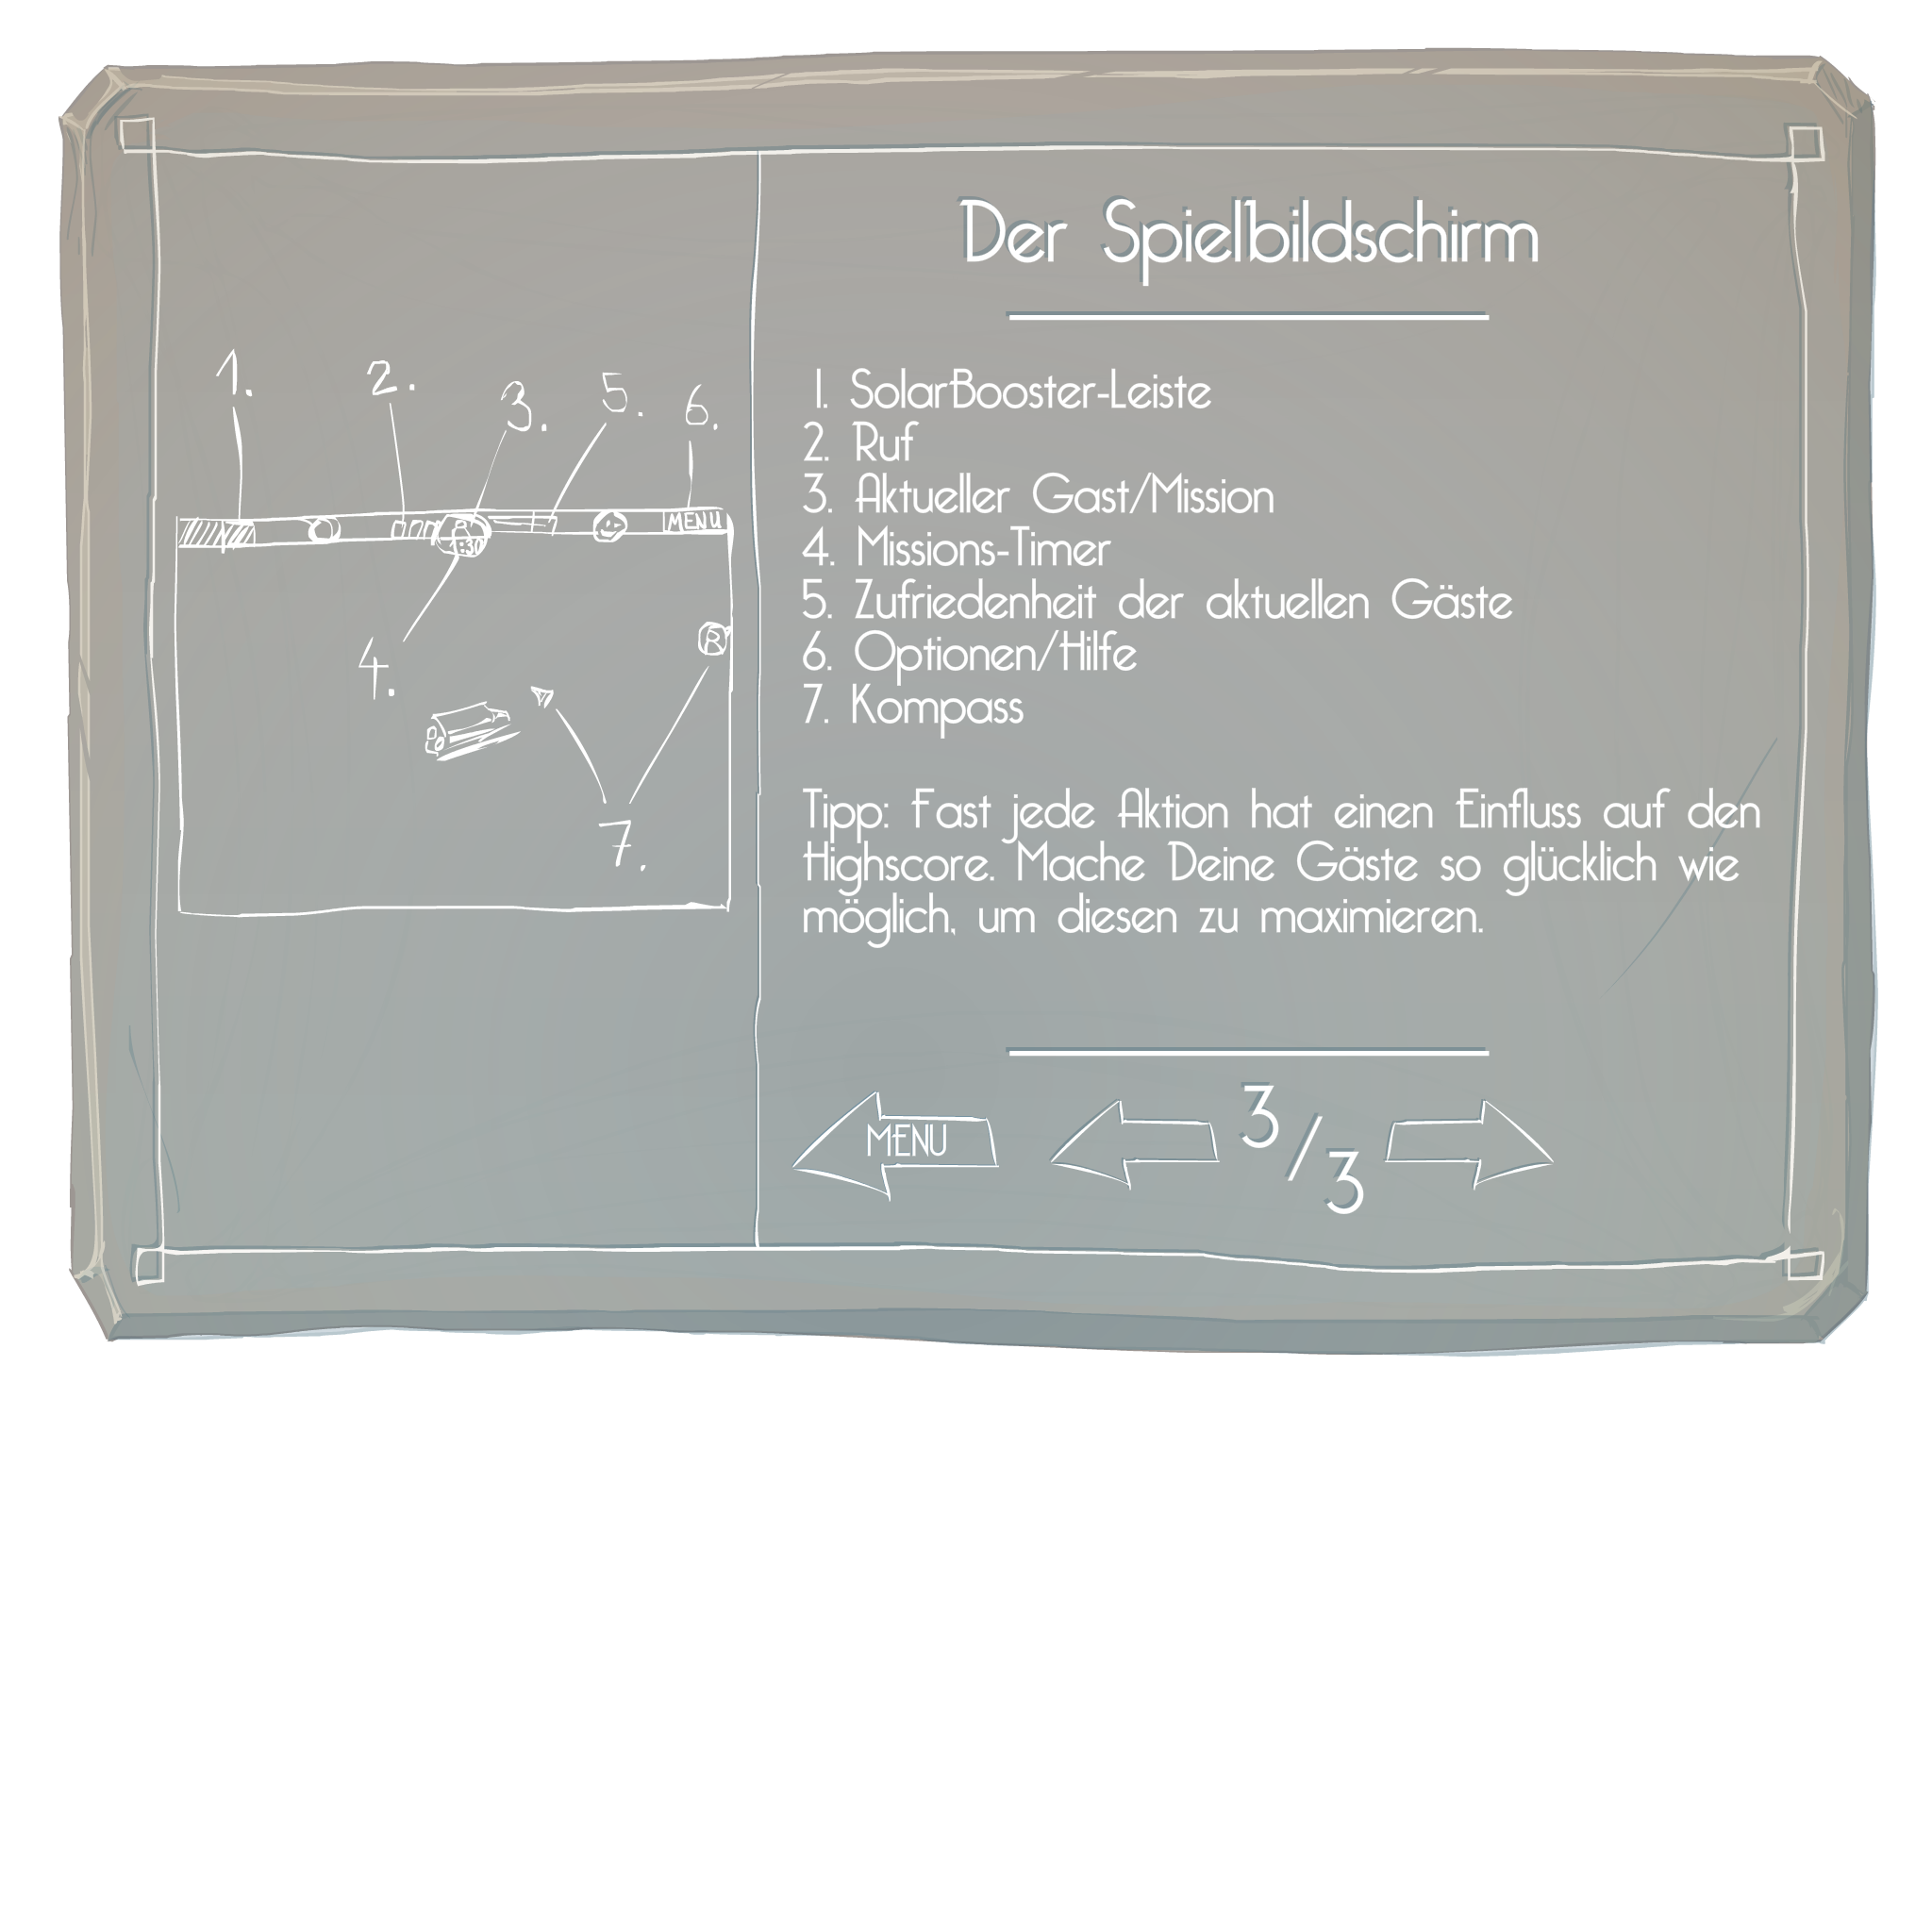 Der Spielbildschirm
1. 2. 3. 5. 6.
MENU
1:30
B
4.
7.
1. SolarBooster-Leiste
2. Ruf
3. Aktueller Gast/Mission
4. Missions-Timer
5. Zufriedenheit der aktuellen Gäste
6. Optionen/Hilfe
7. Kompass
Tipp: Fast jede Aktion hat einen Einfluss auf den
Highscore. Mache Deine Gäste so glücklich wie
möglich, um diesen zu maximieren.
MENU
3/3